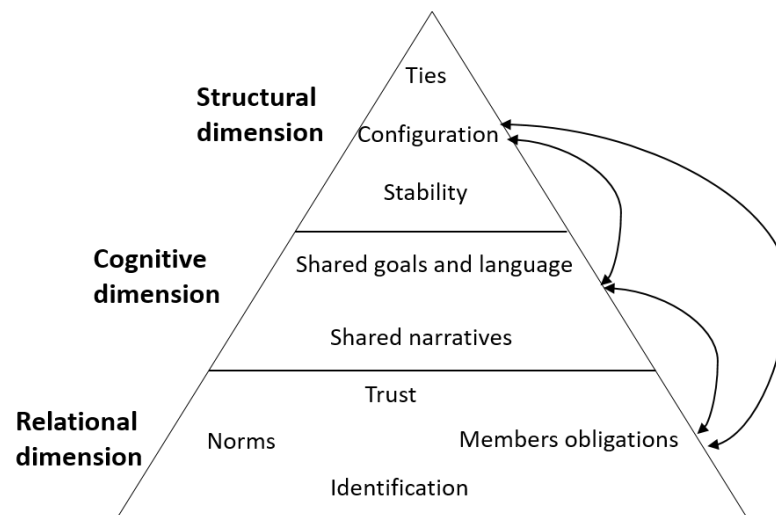 Ties
Structural
dimension
Configuration
Stability
Cognitive
dimension
Shared goals and language
Shared narratives
Relational
dimension
Trust
Norms
Members obligations
Identification